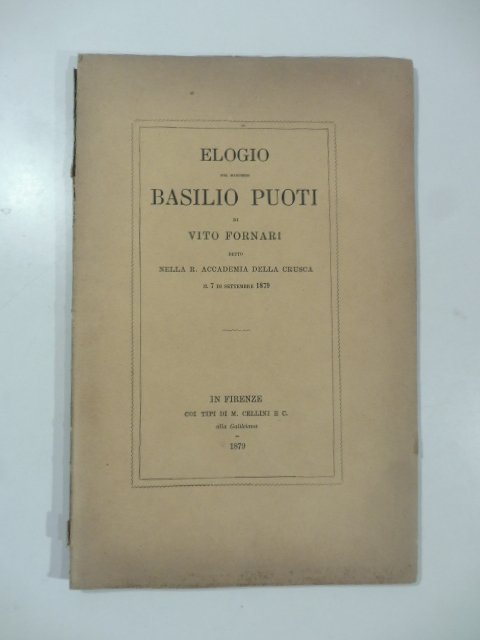 ELOGIO
DEL MARCHESE
BASILIO PUOTI
DI
VITO FORNARI
DETTO
NELLA R. ACCADEMIA DELLA CRUSCA
IL 7 DI SETTEMBRE 1879
IN FIRENZE
COI TIPI DI M. CELLINI E C.
alla Galileiana
1879